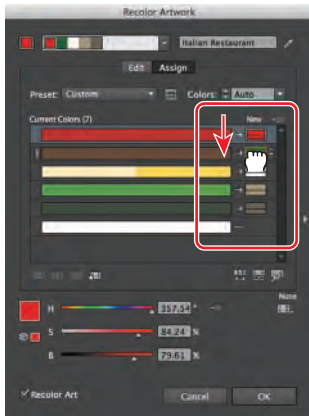 Recolor Artwork
Italian Restaurant
Edit Assign
Preset: Custom Colors: Auto
Current Colors (7) New
H 357.54 °
S 84.24 %
B 79.61 %
None
Recolor Art Cancel OK